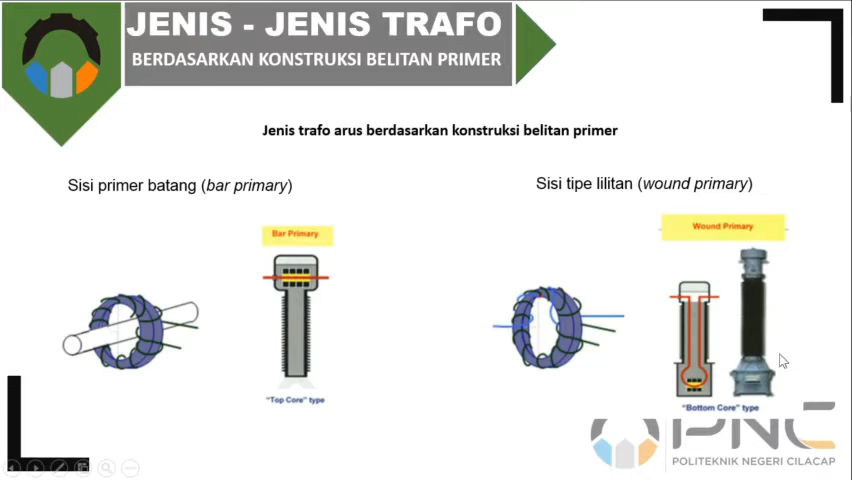 JENIS - JENIS TRAFO
BERDASARKAN KONSTRUKSI BELITAN PRIMER
Jenis trafo arus berdasarkan konstruksi belitan primer
Sisi primer batang (bar primary)
Sisi tipe lilitan (wound primary)
Bar Primary
Wound Primary
"Top Core" type
"Bottom Core" type
PNC
POLITEKNIK NEGERI CILACAP